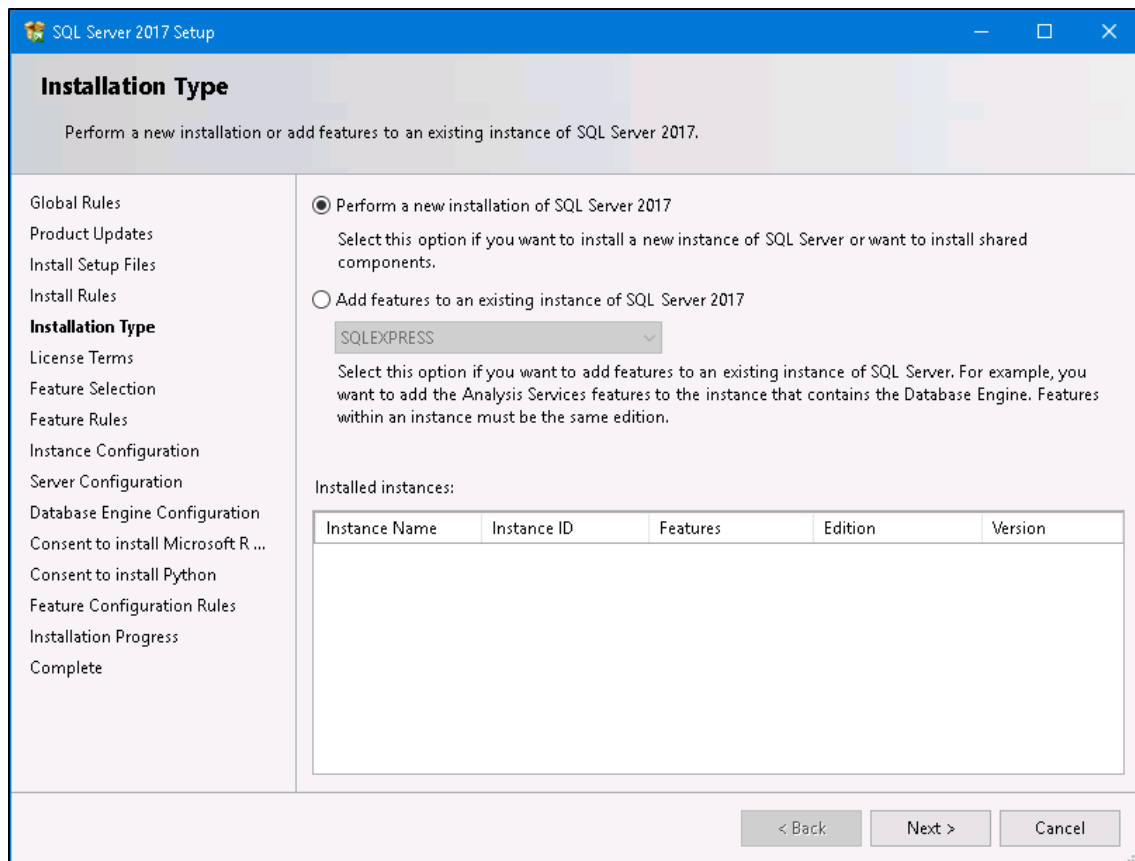 SQL Server 2017 Setup
Installation Type
Perform a new installation or add features to an existing instance of SQL Server 2017.
Global Rules
Product Updates
Install Setup Files
Install Rules
Installation Type
License Terms
Feature Selection
Feature Rules
Instance Configuration
Server Configuration
Database Engine Configuration
Consent to install Microsoft R ...
Consent to install Python
Feature Configuration Rules
Installation Progress
Complete
Perform a new installation of SQL Server 2017
Select this option if you want to install a new instance of SQL Server or want to install shared
components.
Add features to an existing instance of SQL Server 2017
SQLEXPRESS
Select this option if you want to add features to an existing instance of SQL Server. For example, you
want to add the Analysis Services features to the instance that contains the Database Engine. Features
within an instance must be the same edition.
Installed instances:
Instance Name Instance ID Features Edition Version
< Back Next > Cancel